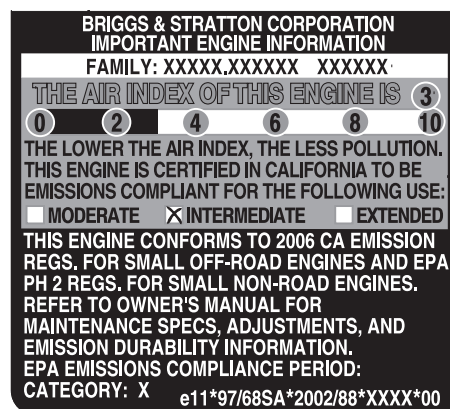 BRIGGS & STRATTON CORPORATION
IMPORTANT ENGINE INFORMATION
FAMILY: XXXXX.XXXXXX XXXXXX
THE AIR INDEX OF THIS ENGINE IS 3
0 2 4 6 8 10
THE LOWER THE AIR INDEX, THE LESS POLLUTION.
THIS ENGINE IS CERTIFIED IN CALIFORNIA TO BE
EMISSIONS COMPLIANT FOR THE FOLLOWING USE:
MODERATE INTERMEDIATE EXTENDED
THIS ENGINE CONFORMS TO 2006 CA EMISSION
REGS. FOR SMALL OFF-ROAD ENGINES AND EPA
PH 2 REGS. FOR SMALL NON-ROAD ENGINES.
REFER TO OWNER'S MANUAL FOR
MAINTENANCE SPECS, ADJUSTMENTS, AND
EMISSION DURABILITY INFORMATION.
EPA EMISSIONS COMPLIANCE PERIOD:
CATEGORY: X e11*97/68SA*2002/88*XXXX*00